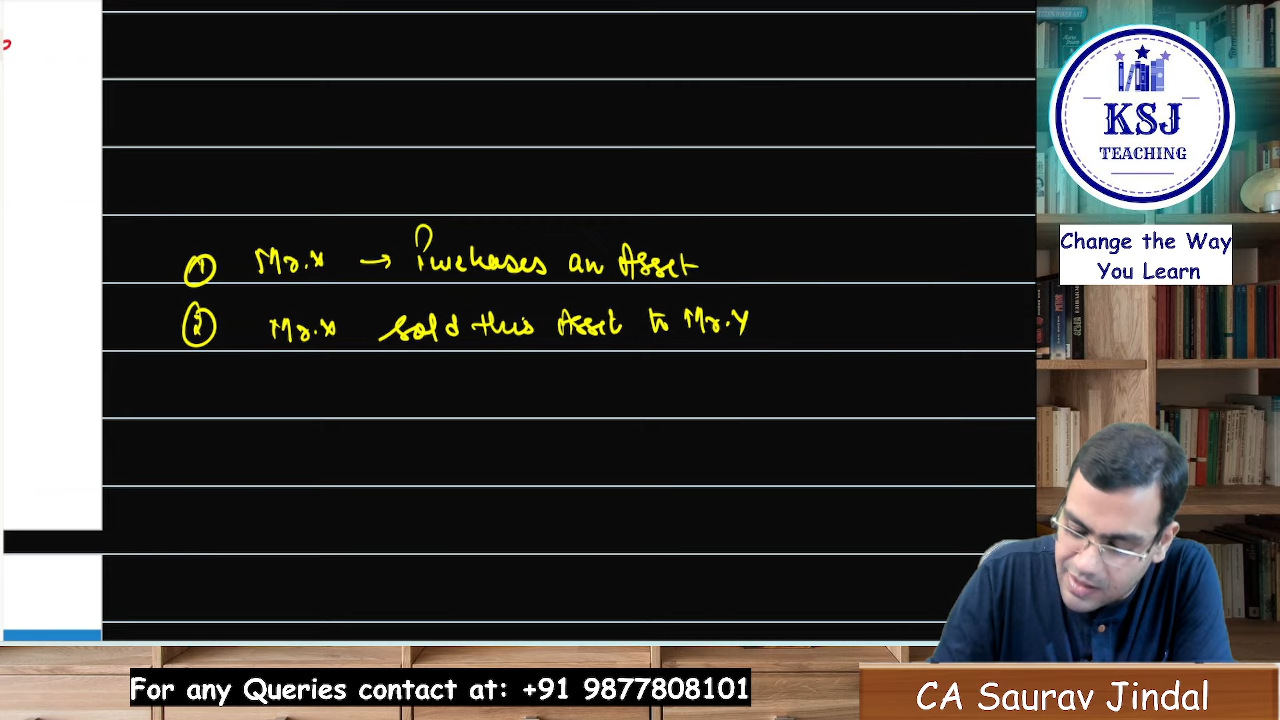 ① Mr.X → Purchases an Asset
② Mr.X sold this Asset to Mr.Y
KSJ
TEACHING
Change the Way
You Learn
For any Queries contact at: +91 9877808101
CA Saurav Jindal